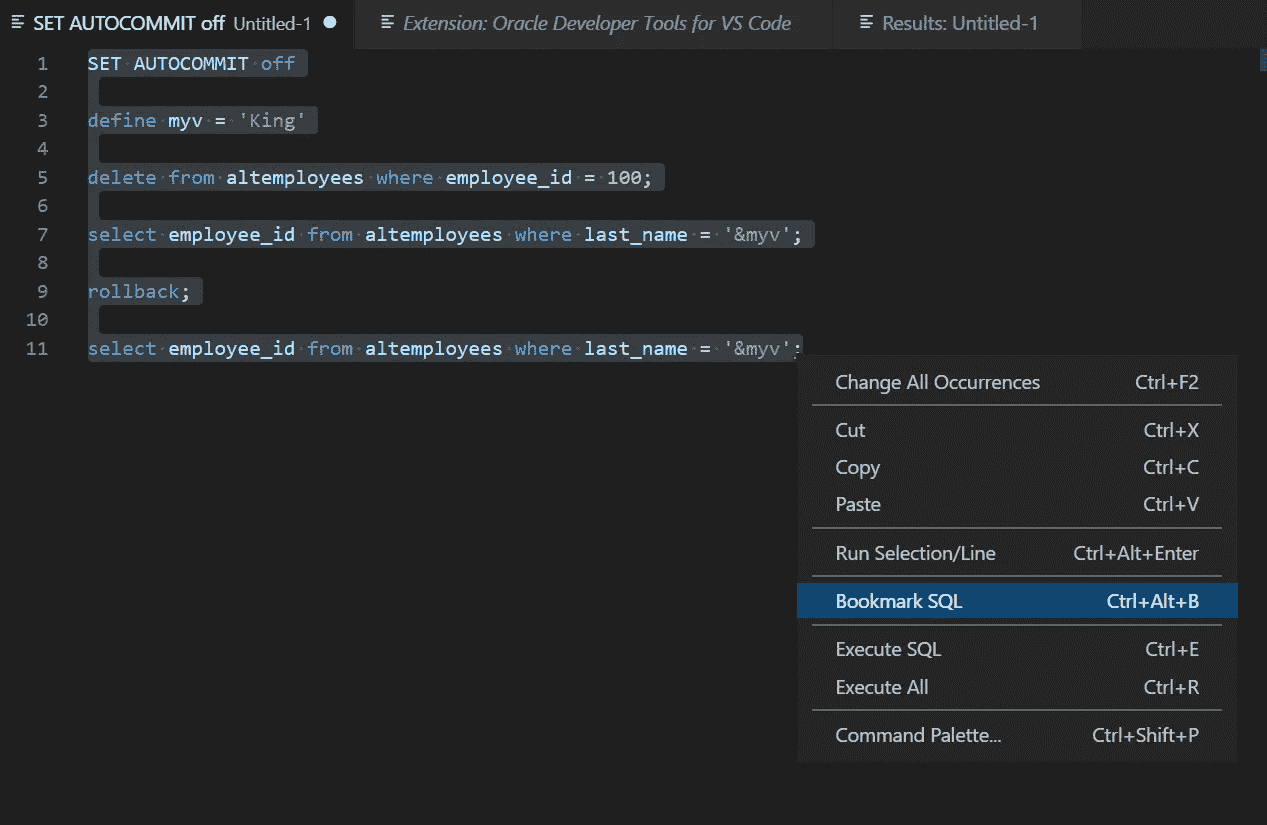 SET AUTOCOMMIT off Untitled-1 Extension: Oracle Developer Tools for VS Code Results: Untitled-1
1 SET AUTOCOMMIT off
2
3 define myv = 'King'
4
5 delete from altemployees where employee_id = 100;
6
7 select employee_id from altemployees where last_name = '&myv';
8
9 rollback;
10
11 select employee_id from altemployees where last_name = '&myv';
Change All Occurrences Ctrl+F2
Cut Ctrl+X
Copy Ctrl+C
Paste Ctrl+V
Run Selection/Line Ctrl+Alt+Enter
Bookmark SQL Ctrl+Alt+B
Execute SQL Ctrl+E
Execute All Ctrl+R
Command Palette... Ctrl+Shift+P